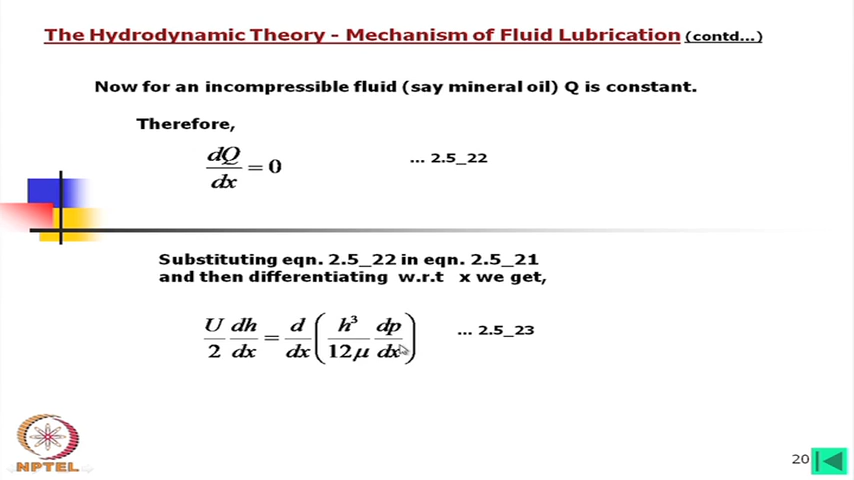 The Hydrodynamic Theory - Mechanism of Fluid Lubrication (contd...)
Now for an incompressible fluid (say mineral oil) Q is constant.
Therefore,
dQ/dx = 0 ... 2.5_22
Substituting eqn. 2.5_22 in eqn. 2.5_21
and then differentiating w.r.t x we get,
U/2 dh/dx = d/dx (h³/12μ dp/dx) ... 2.5_23
NPTEL
20